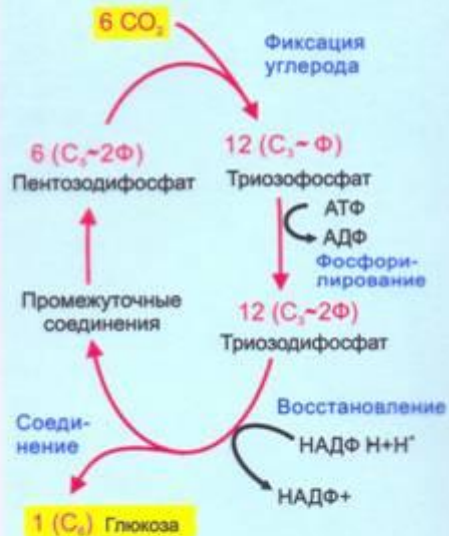 6 CO₂
Фиксация
углерода
6 (C₅~2Ф)
Пентозодифосфат
12 (C₃~Ф)
Триозофосфат
АТФ
АДФ
Фосфори-
лирование
Промежуточные
соединения
12 (C₃~2Ф)
Триозодифосфат
Соеди-
нение
Восстановление
НАДФ Н+Н⁺
НАДФ+
1 (C₆) Глюкоза